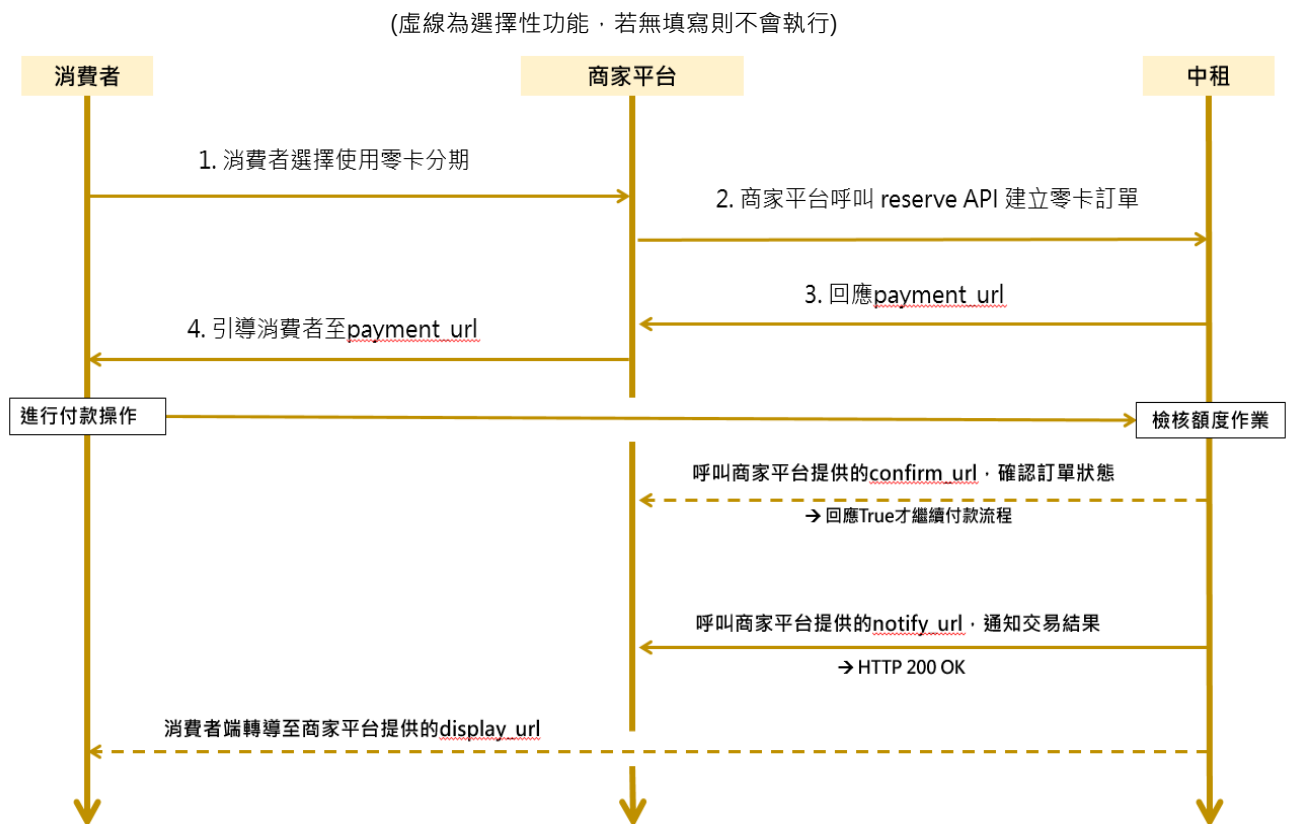 (虛線為選擇性功能，若無填寫則不會執行)
消費者
商家平台
中租
1. 消費者選擇使用零卡分期
2. 商家平台呼叫 reserve API 建立零卡訂單
3. 回應payment_url
4. 引導消費者至payment_url
進行付款操作
檢核額度作業
呼叫商家平台提供的confirm_url，確認訂單狀態
→ 回應True才繼續付款流程
呼叫商家平台提供的notify_url，通知交易結果
→ HTTP 200 OK
消費者端轉導至商家平台提供的display_url